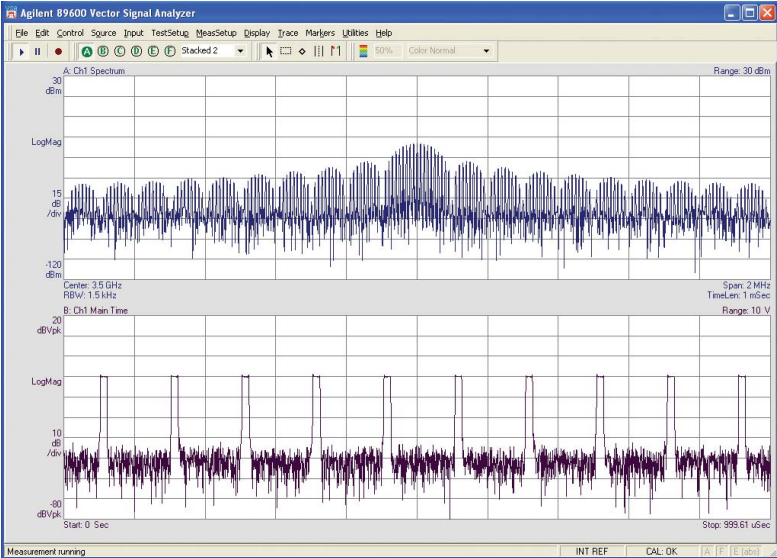 Agilent 89600 Vector Signal Analyzer
File Edit Control Source Input TestSetup MeasSetup Display Trace Markers Utilities Help
A B C D E F Stacked 2 50% Color Normal
A: Ch1 Spectrum Range: 30 dBm
30
dBm
LogMag
15
dB
/div
-120
dBm
Center: 3.5 GHz Span: 2 MHz
RBW: 1.5 kHz TimeLen: 1 mSec
B: Ch1 Main Time Range: 10 V
20
dBVpk
LogMag
10
dB
/div
-80
dBVpk
Start: 0 Sec Stop: 999.61 uSec
Measurement running INT REF CAL: OK A F E (abs)